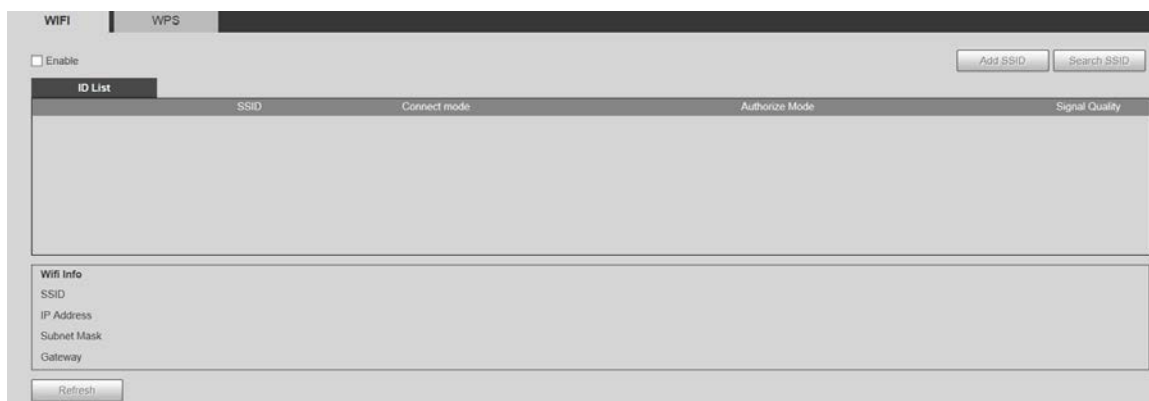 WIFI WPS
Enable Add SSID Search SSID
ID List
SSID Connect mode Authorize Mode Signal Quality
Wifi Info
SSID
IP Address
Subnet Mask
Gateway
Refresh